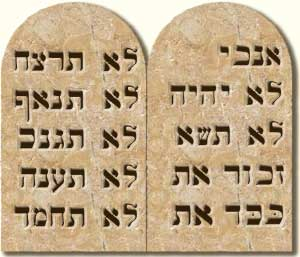 אנכי
לא יהיה
לא תשא
זכור את
כבד את
לא תרצח
לא תנאף
לא תגנב
לא תענה
לא תחמד